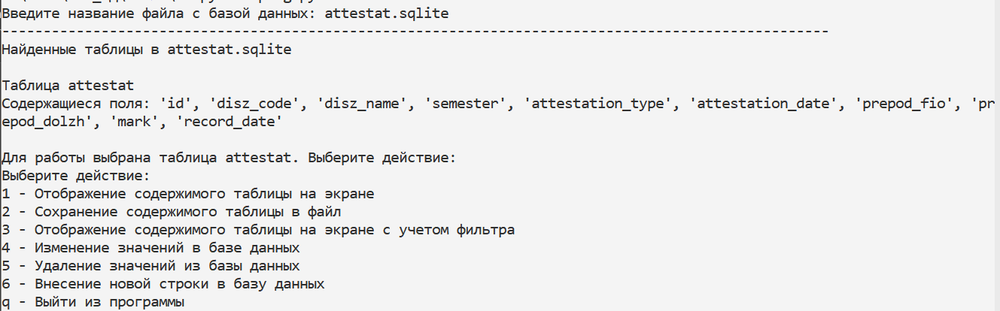 Введите название файла с базой данных: attestat.sqlite
----------------------------------------------------------------------------------------------------
Найденные таблицы в attestat.sqlite
Таблица attestat
Содержащиеся поля: 'id', 'disz_code', 'disz_name', 'semester', 'attestation_type', 'attestation_date', 'prepod_fio', 'pr
epod_dolzh', 'mark', 'record_date'
Для работы выбрана таблица attestat. Выберите действие:
Выберите действие:
1 - Отображение содержимого таблицы на экране
2 - Сохранение содержимого таблицы в файл
3 - Отображение содержимого таблицы на экране с учетом фильтра
4 - Изменение значений в базе данных
5 - Удаление значений из базы данных
6 - Внесение новой строки в базу данных
q - Выйти из программы